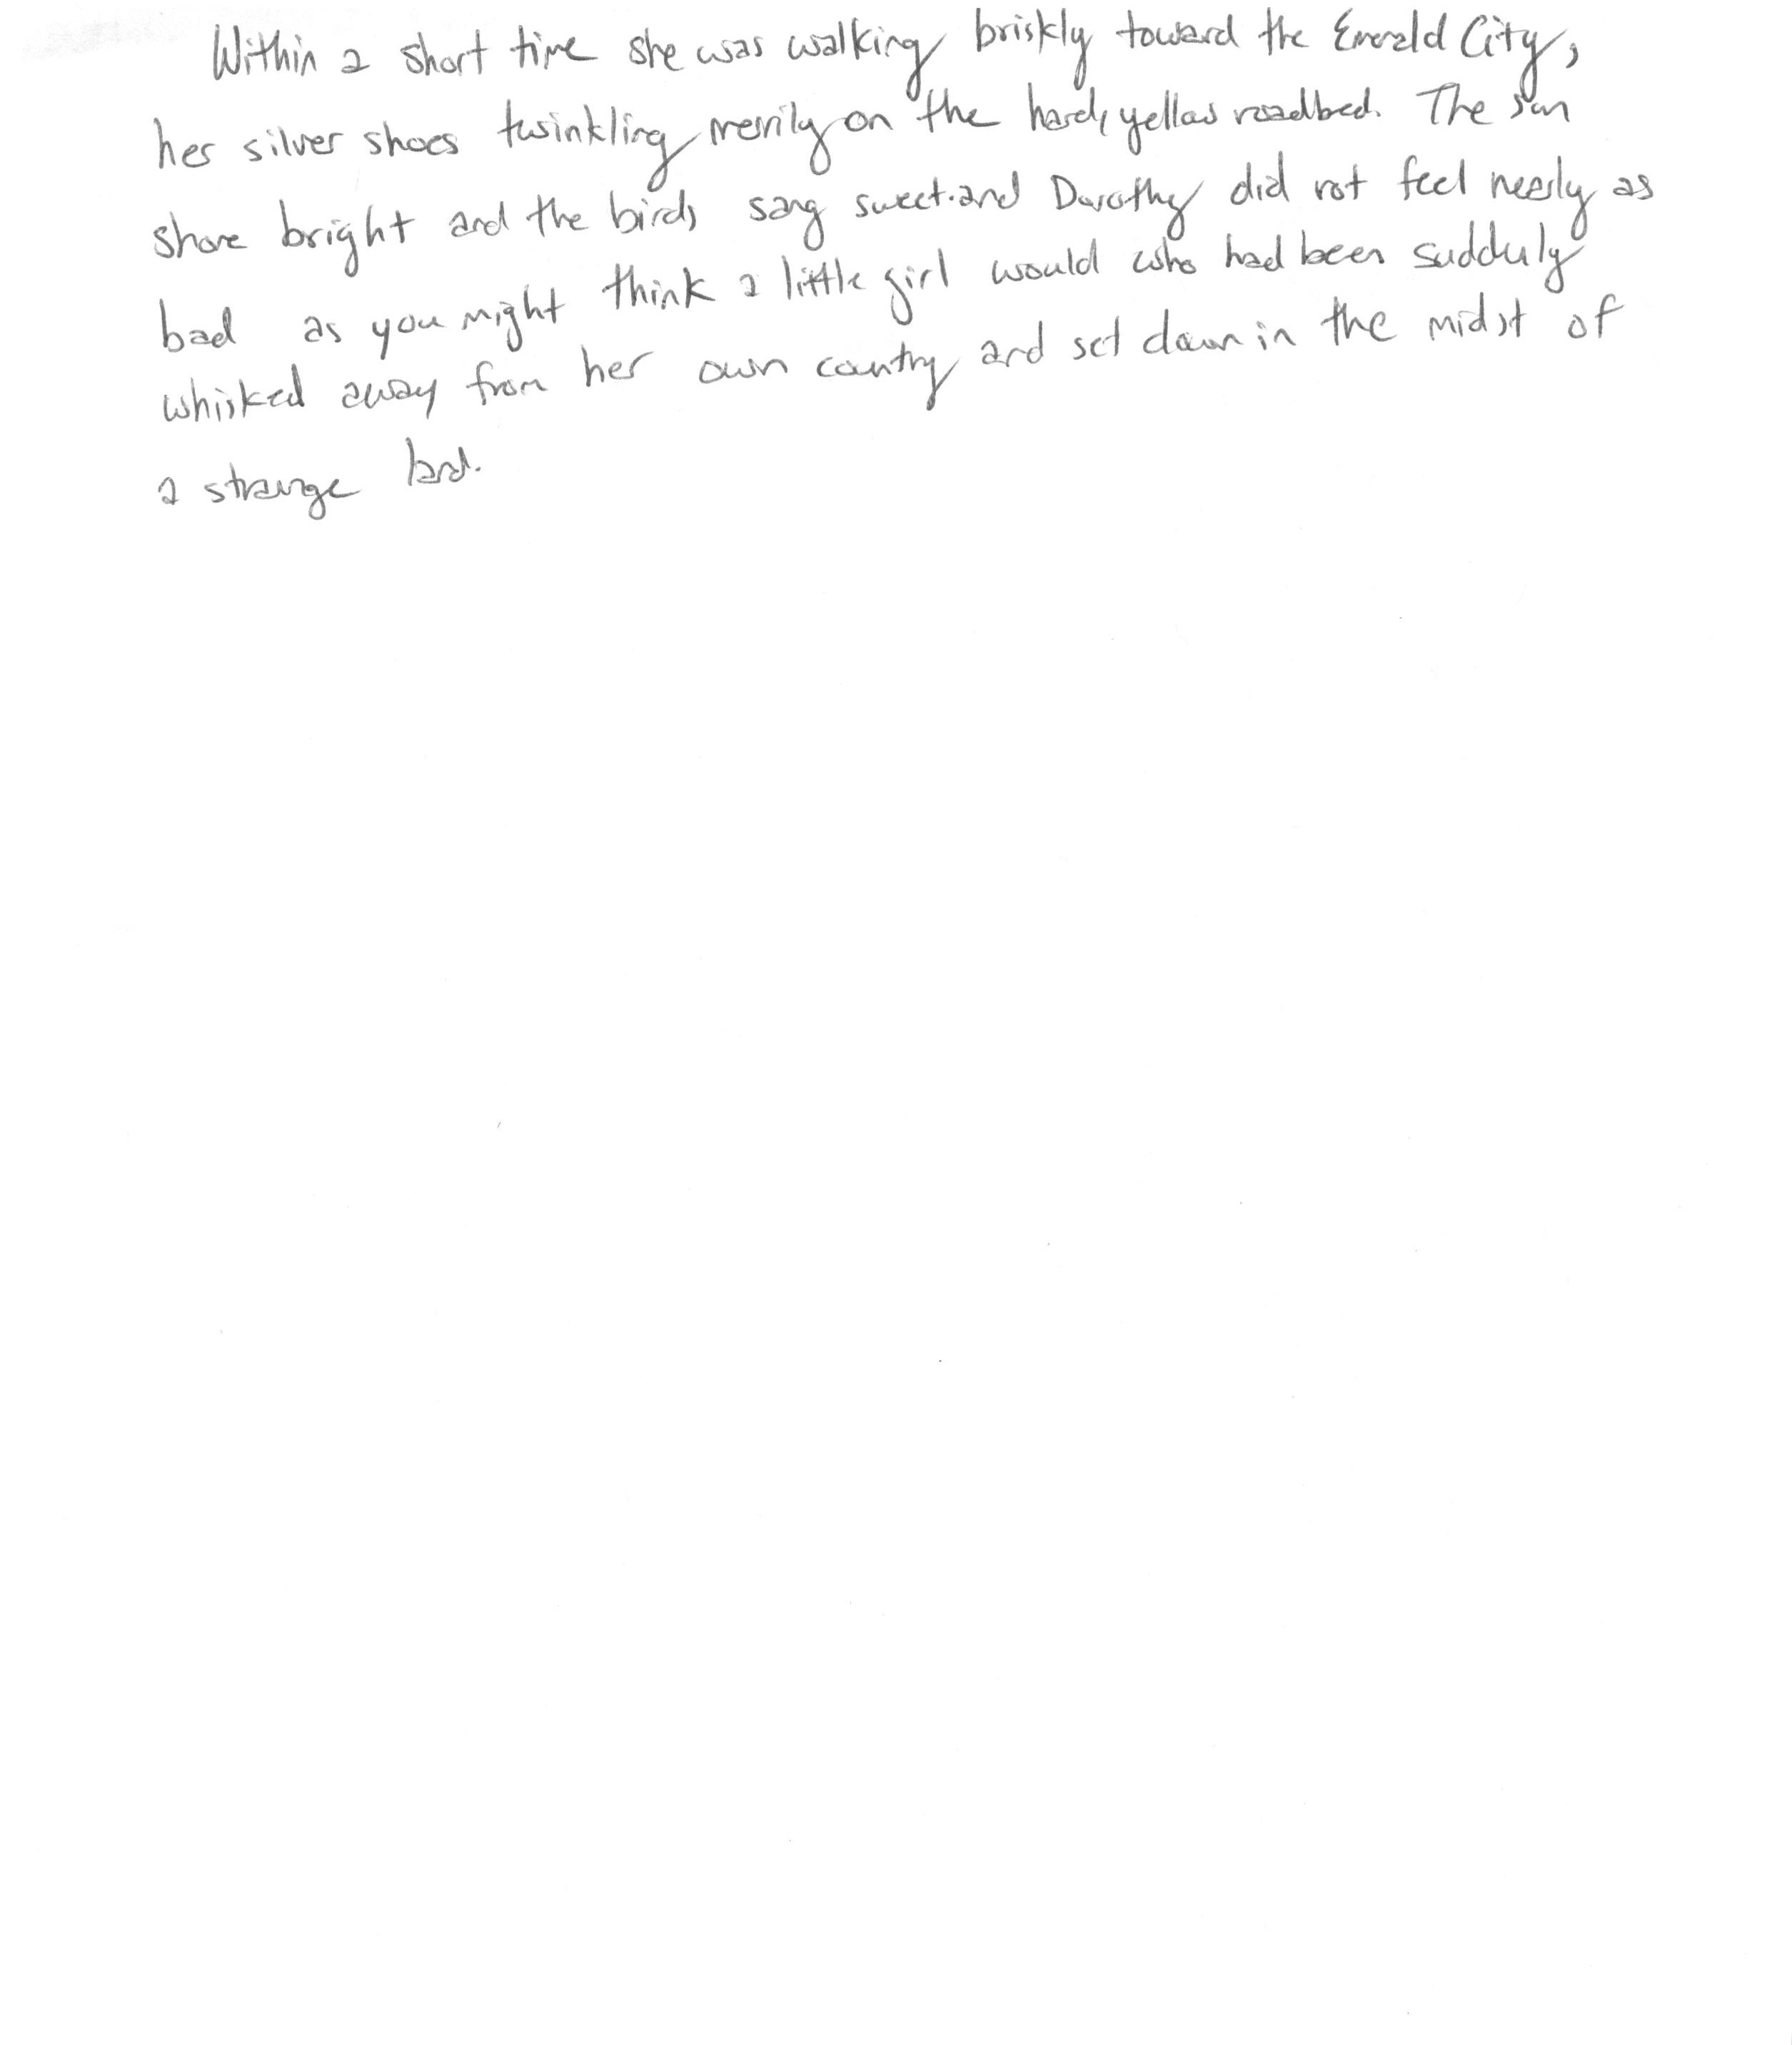 Within a short time she was walking briskly toward the Emerald City,
her silver shoes twinkling merrily on the hard, yellow roadbed. The sun
shone bright and the birds sang sweet and Dorothy did not feel nearly as
bad as you might think a little girl would who had been suddenly
whisked away from her own country and set down in the midst of
a strange land.